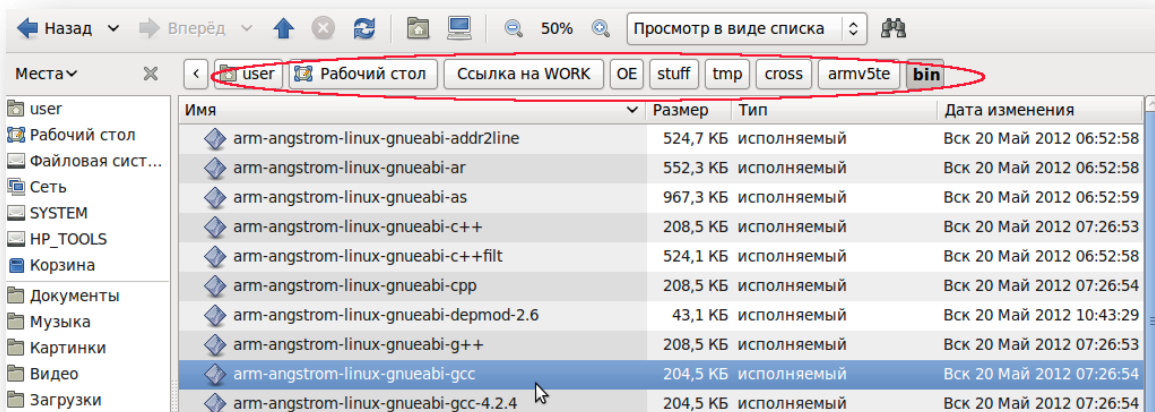 Назад Вперёд 50% Просмотр в виде списка
Места user Рабочий стол Ссылка на WORK OE stuff tmp cross armv5te bin
user Имя Размер Тип Дата изменения
Рабочий стол arm-angstrom-linux-gnueabi-addr2line 524,7 КБ исполняемый Вск 20 Май 2012 06:52:58
Файловая сист... arm-angstrom-linux-gnueabi-ar 552,3 КБ исполняемый Вск 20 Май 2012 06:52:58
Сеть arm-angstrom-linux-gnueabi-as 967,3 КБ исполняемый Вск 20 Май 2012 06:52:59
SYSTEM arm-angstrom-linux-gnueabi-c++ 208,5 КБ исполняемый Вск 20 Май 2012 07:26:53
HP_TOOLS arm-angstrom-linux-gnueabi-c++filt 524,1 КБ исполняемый Вск 20 Май 2012 06:52:58
Корзина arm-angstrom-linux-gnueabi-cpp 208,5 КБ исполняемый Вск 20 Май 2012 07:26:54
Документы arm-angstrom-linux-gnueabi-depmod-2.6 43,1 КБ исполняемый Вск 20 Май 2012 10:43:29
Музыка arm-angstrom-linux-gnueabi-g++ 208,5 КБ исполняемый Вск 20 Май 2012 07:26:53
Картинки
Видео arm-angstrom-linux-gnueabi-gcc 204,5 КБ исполняемый Вск 20 Май 2012 07:26:54
Загрузки arm-angstrom-linux-gnueabi-gcc-4.2.4 204,5 КБ исполняемый Вск 20 Май 2012 07:26:54